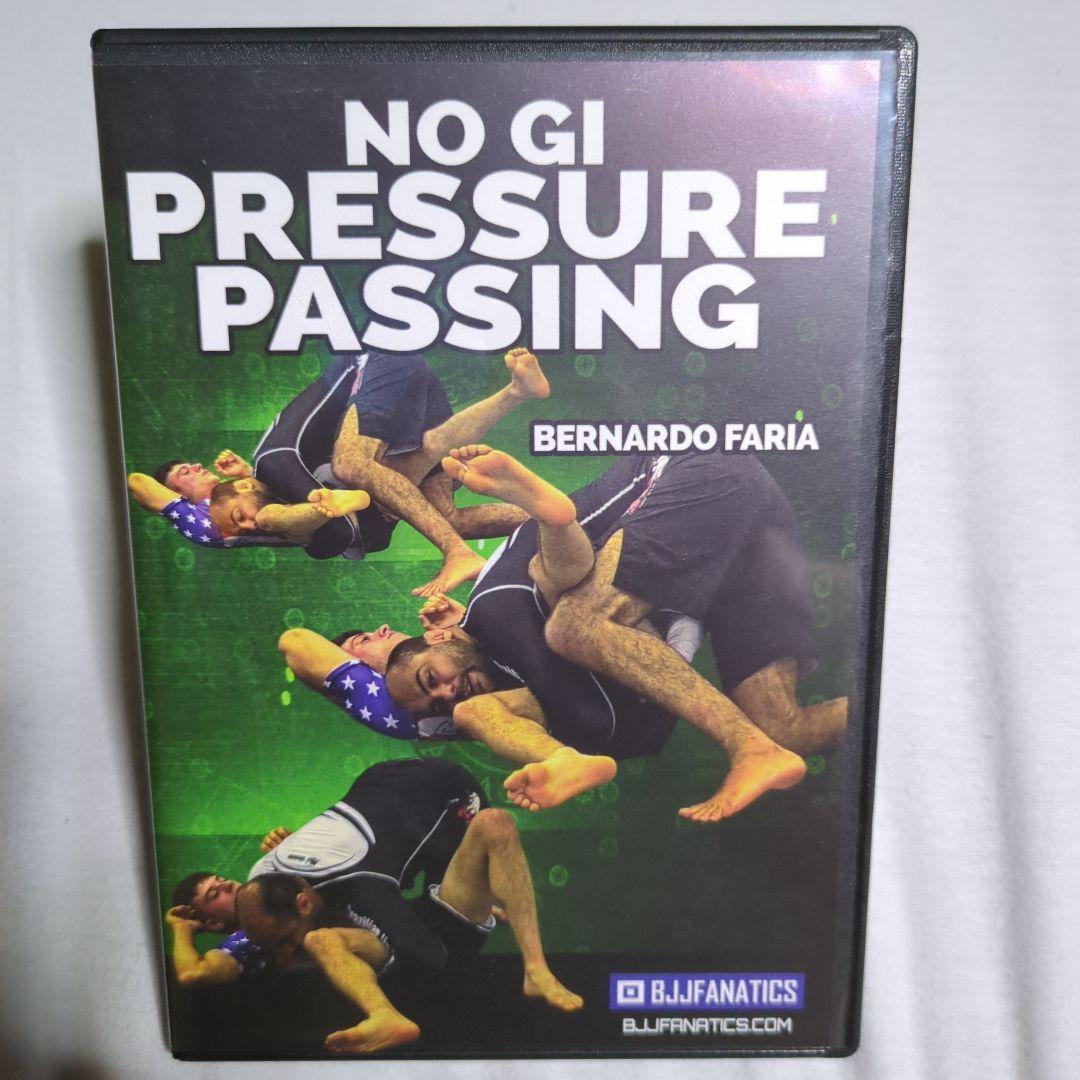 NO GI
PRESSURE
PASSING
BERNARDO FARIA
BJJFANATICS
BJJFANATICS.COM